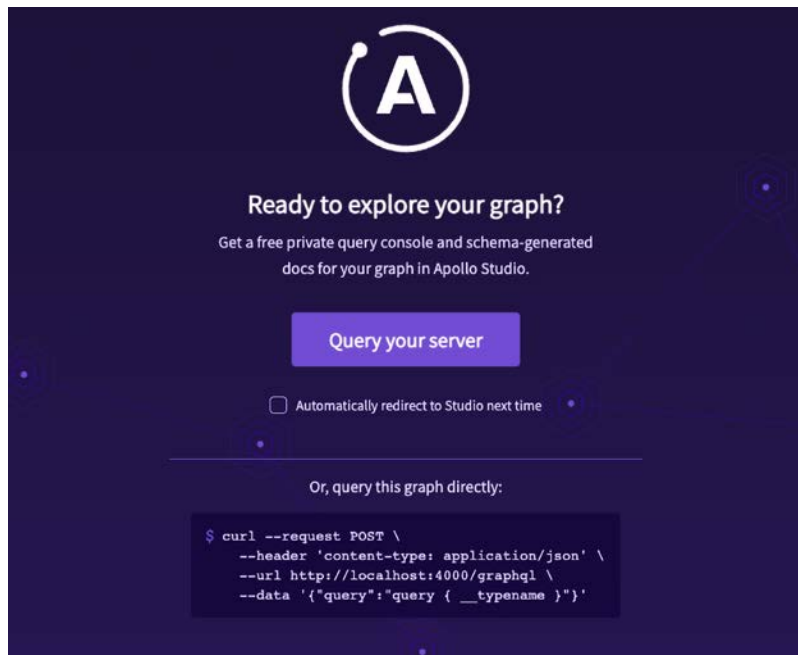 A
Ready to explore your graph?
Get a free private query console and schema-generated
docs for your graph in Apollo Studio.
Query your server
Automatically redirect to Studio next time
Or, query this graph directly:
$ curl --request POST \
--header 'content-type: application/json' \
--url http://localhost:4000/graphql \
--data '{"query":"query { __typename }"}'